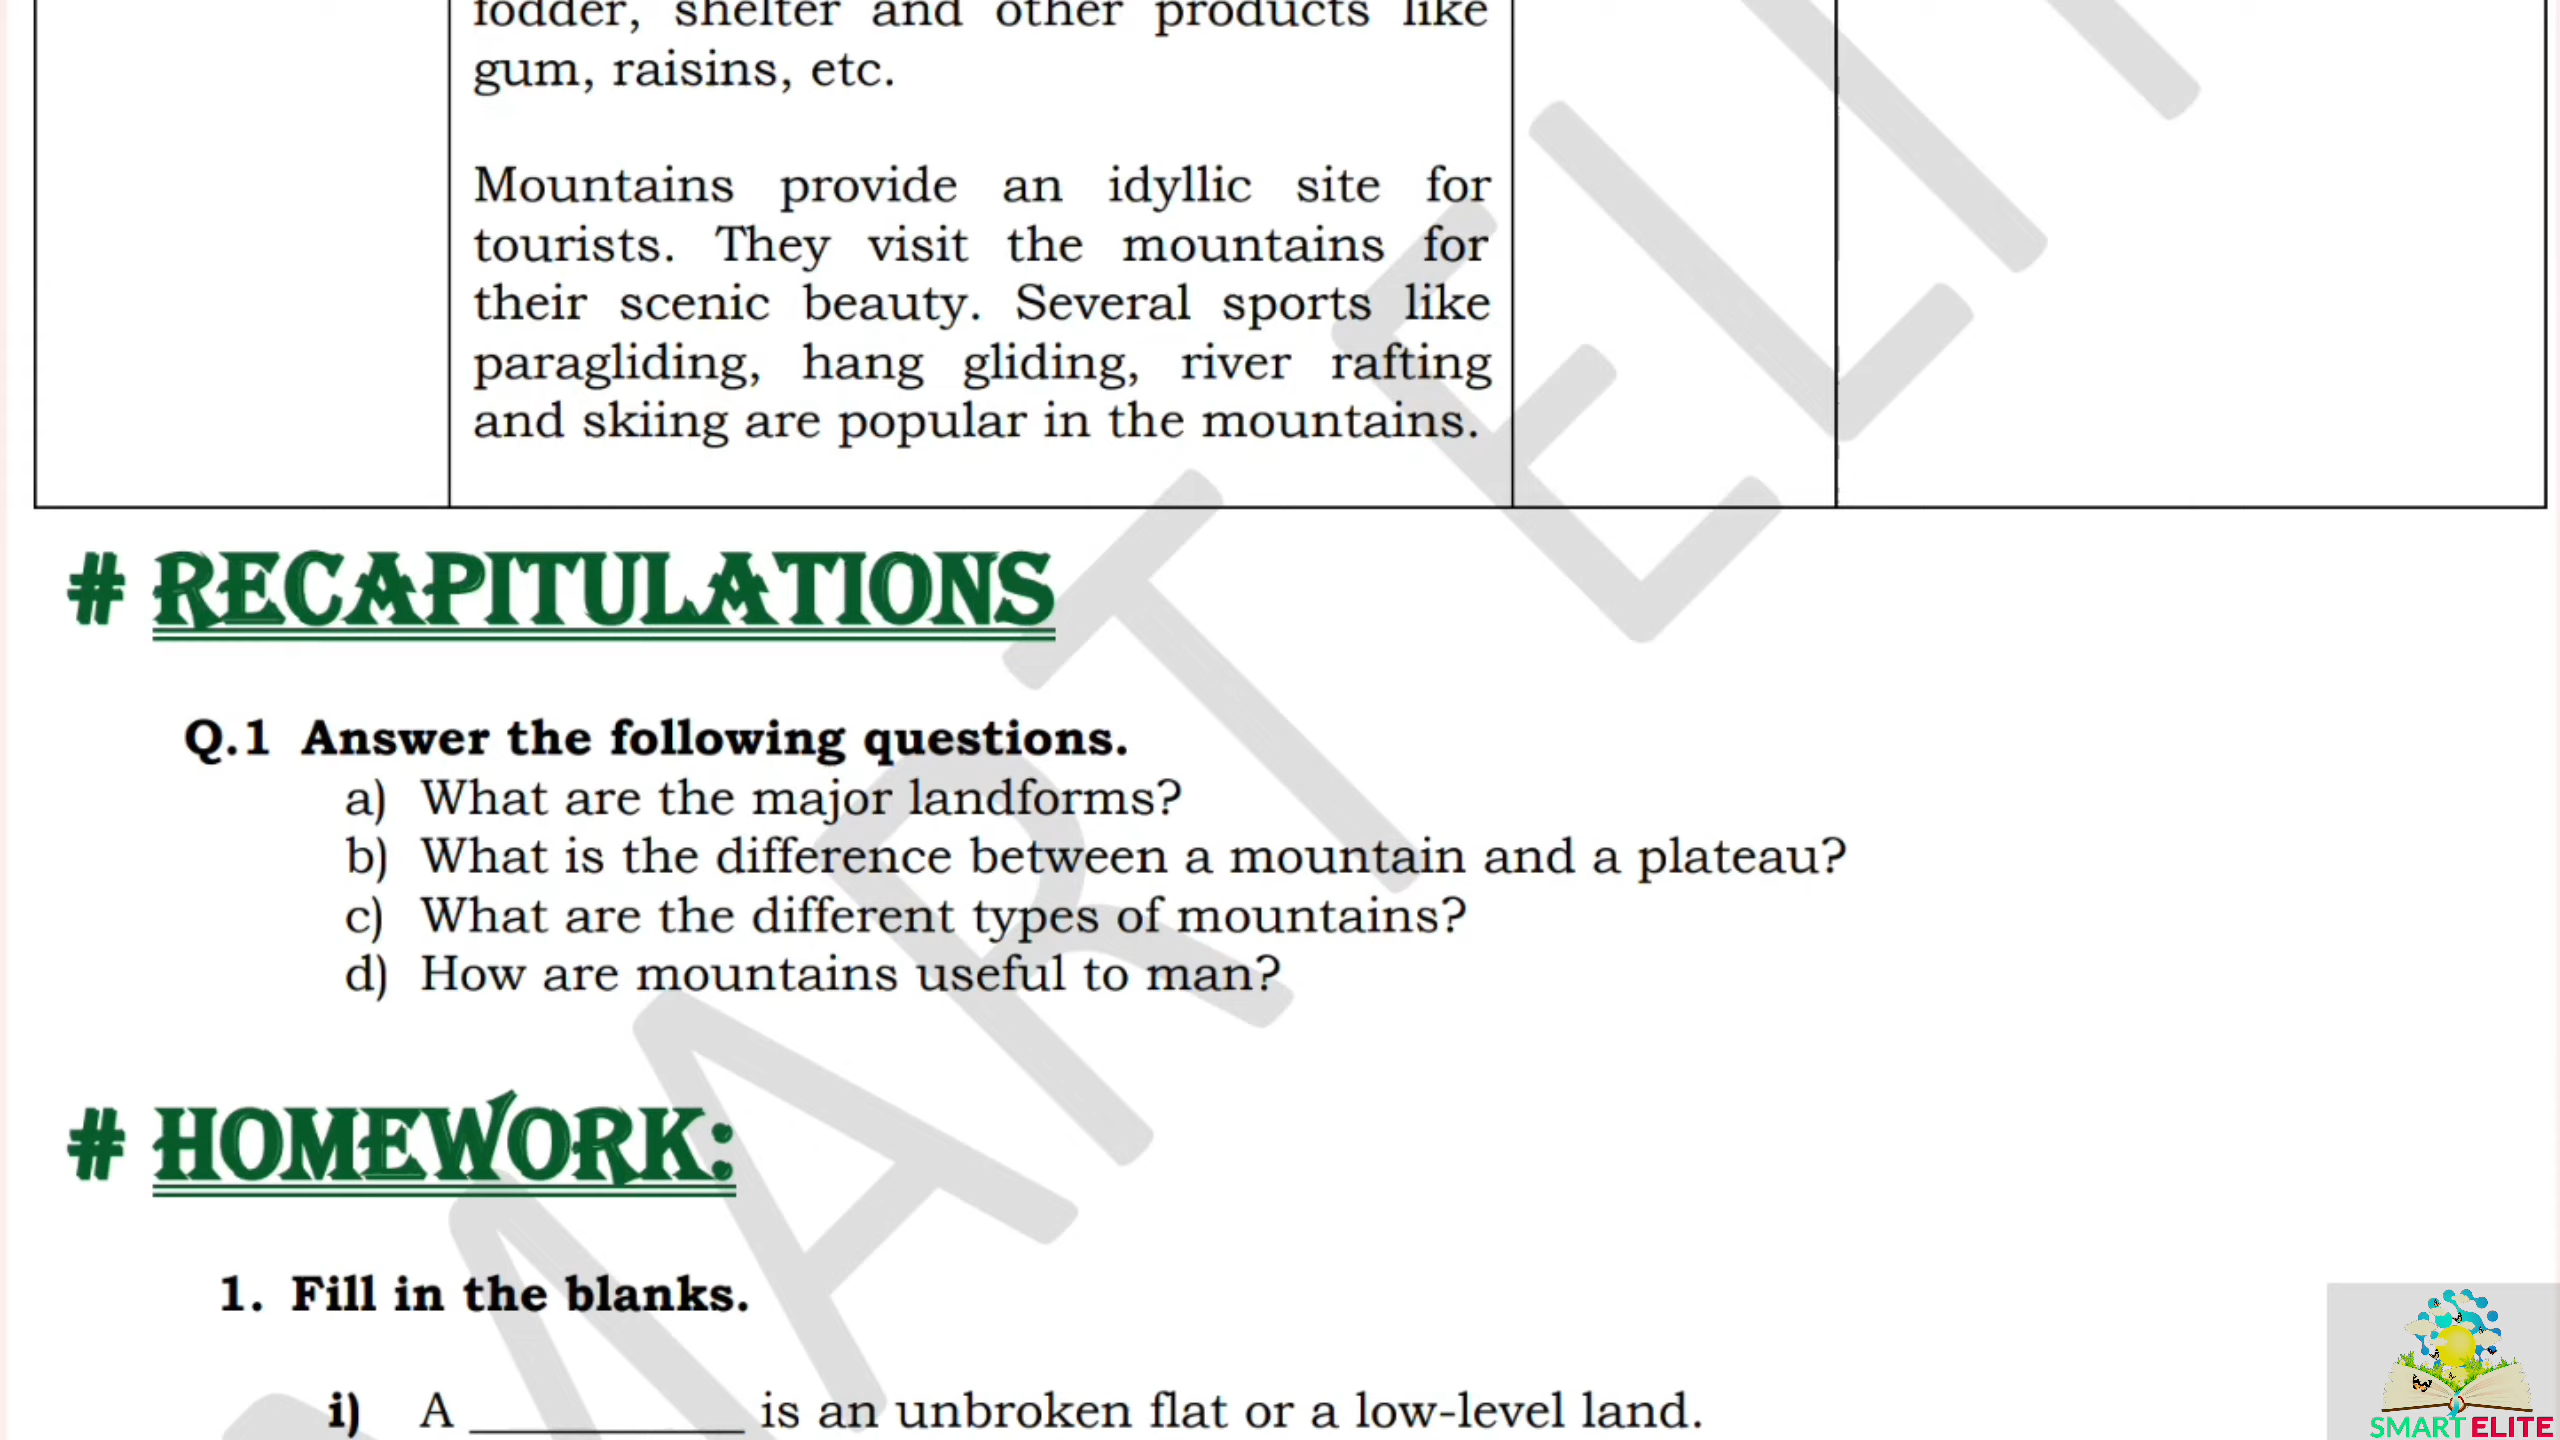 fodder, shelter and other products like
gum, raisins, etc.
Mountains provide an idyllic site for
tourists. They visit the mountains for
their scenic beauty. Several sports like
paragliding, hang gliding, river rafting
and skiing are popular in the mountains.
# RECAPITULATIONS
Q.1 Answer the following questions.
a) What are the major landforms?
b) What is the difference between a mountain and a plateau?
c) What are the different types of mountains?
d) How are mountains useful to man?
# HOMEWORK:
1. Fill in the blanks.
i) A ___________ is an unbroken flat or a low-level land.
SMART ELITE